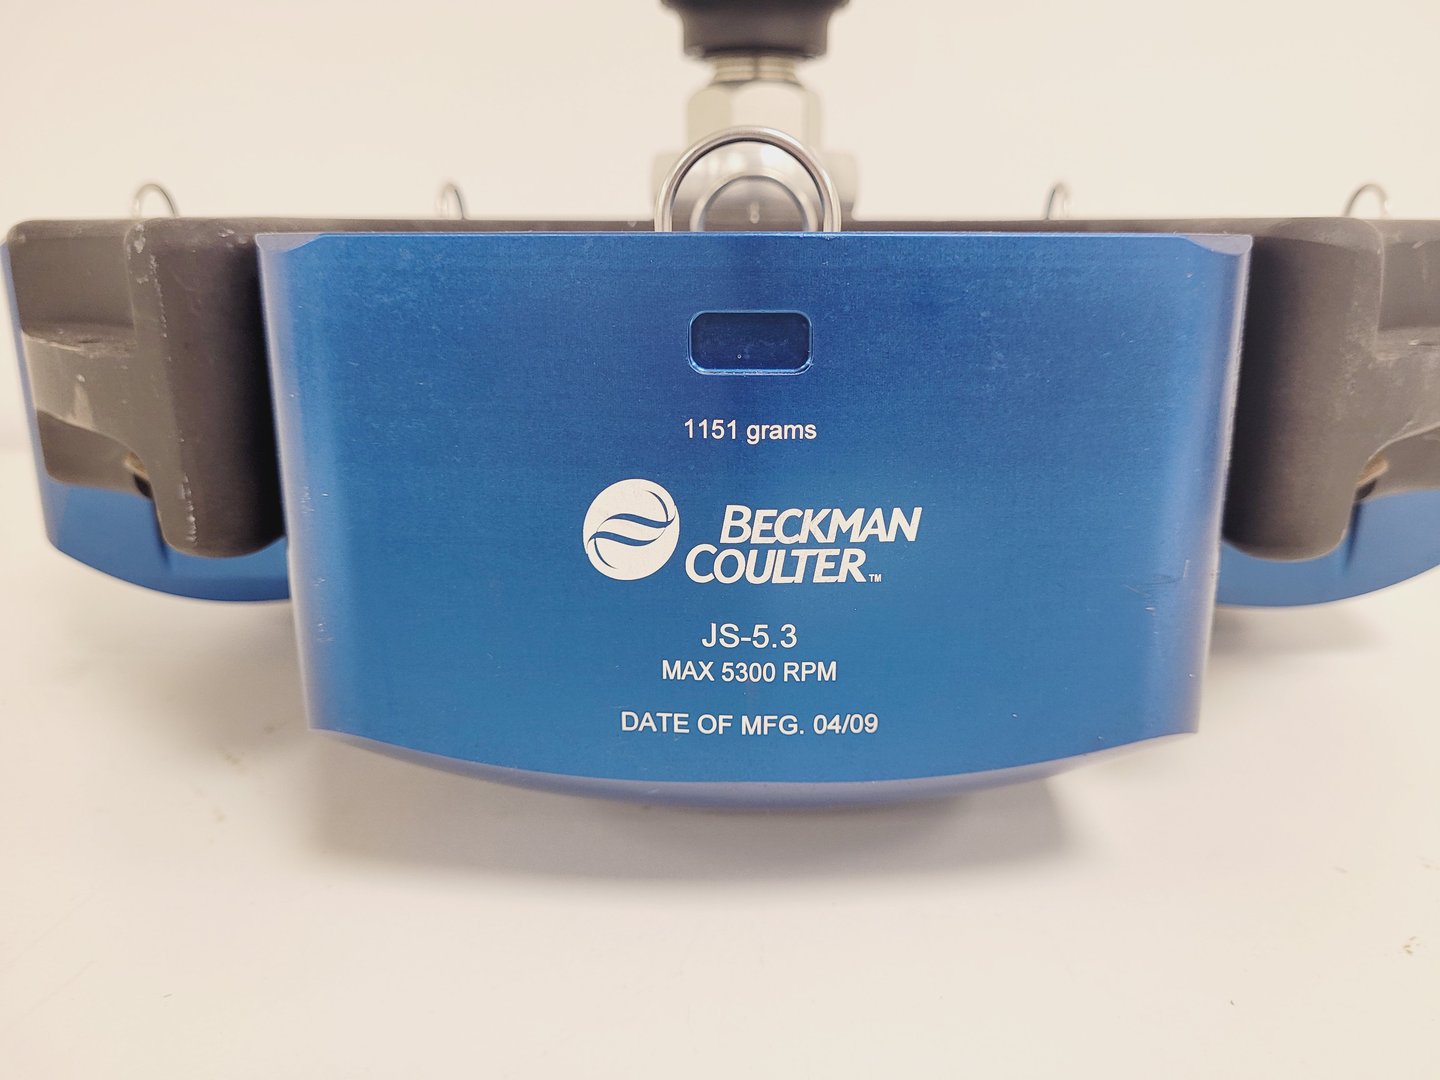 1151 grams
BECKMAN
COULTER™
JS-5.3
MAX 5300 RPM
DATE OF MFG. 04/09